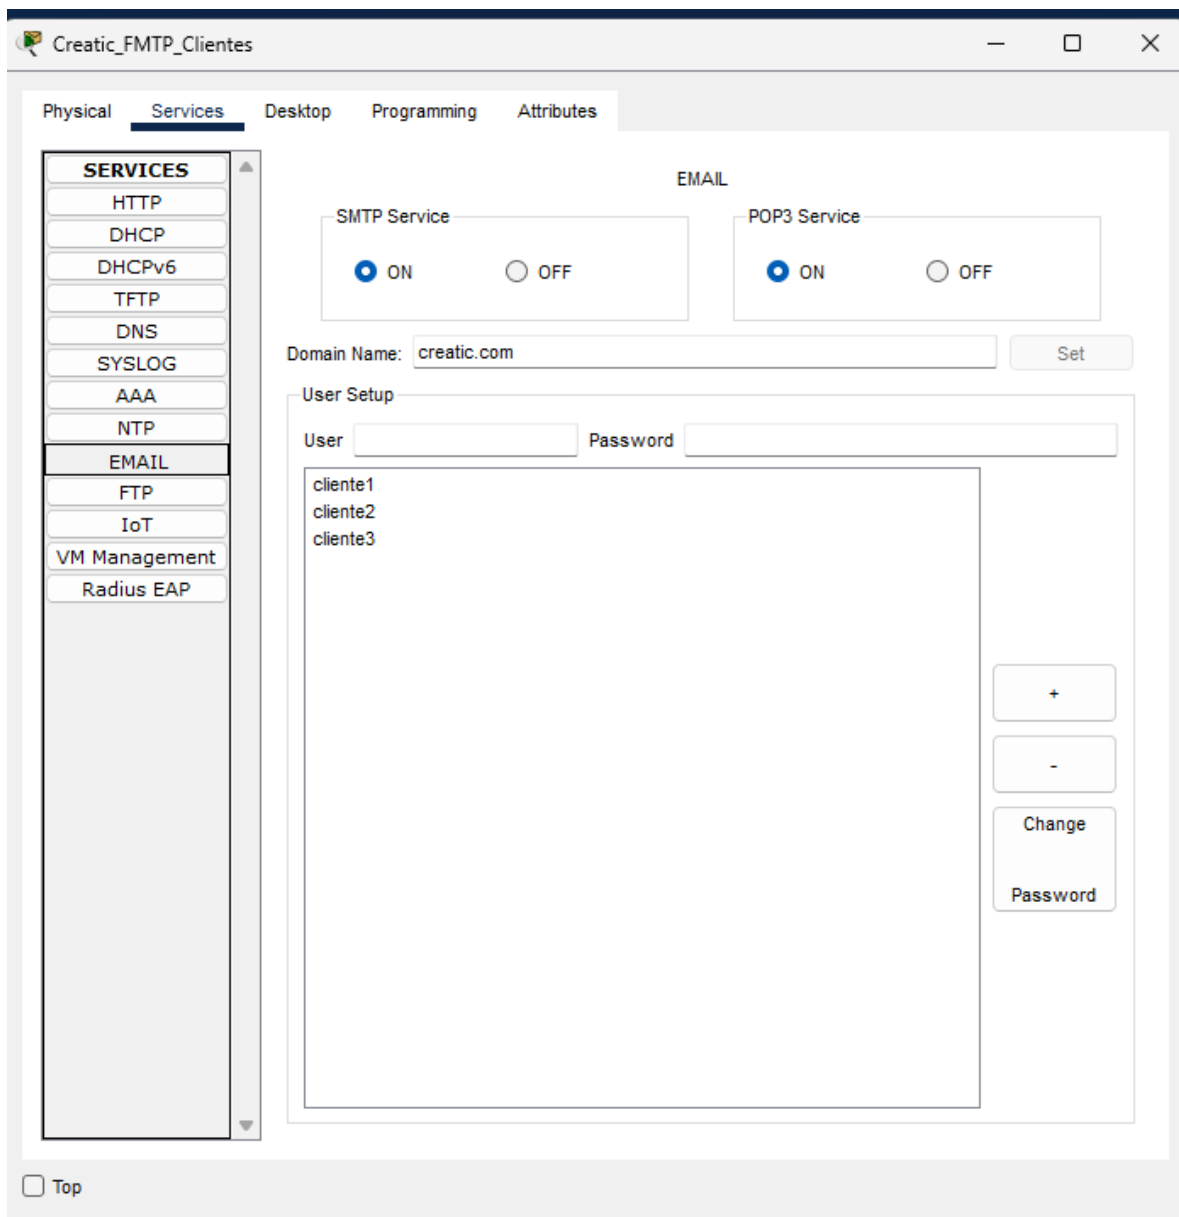 Creatic_FMTP_Clientes
Physical Services Desktop Programming Attributes
SERVICES
HTTP
DHCP
DHCPv6
TFTP
DNS
SYSLOG
AAA
NTP
EMAIL
FTP
IoT
VM Management
Radius EAP
EMAIL
SMTP Service
ON OFF
POP3 Service
ON OFF
Domain Name: creatic.com Set
User Setup
User Password
cliente1
cliente2
cliente3
+
-
Change
Password
Top